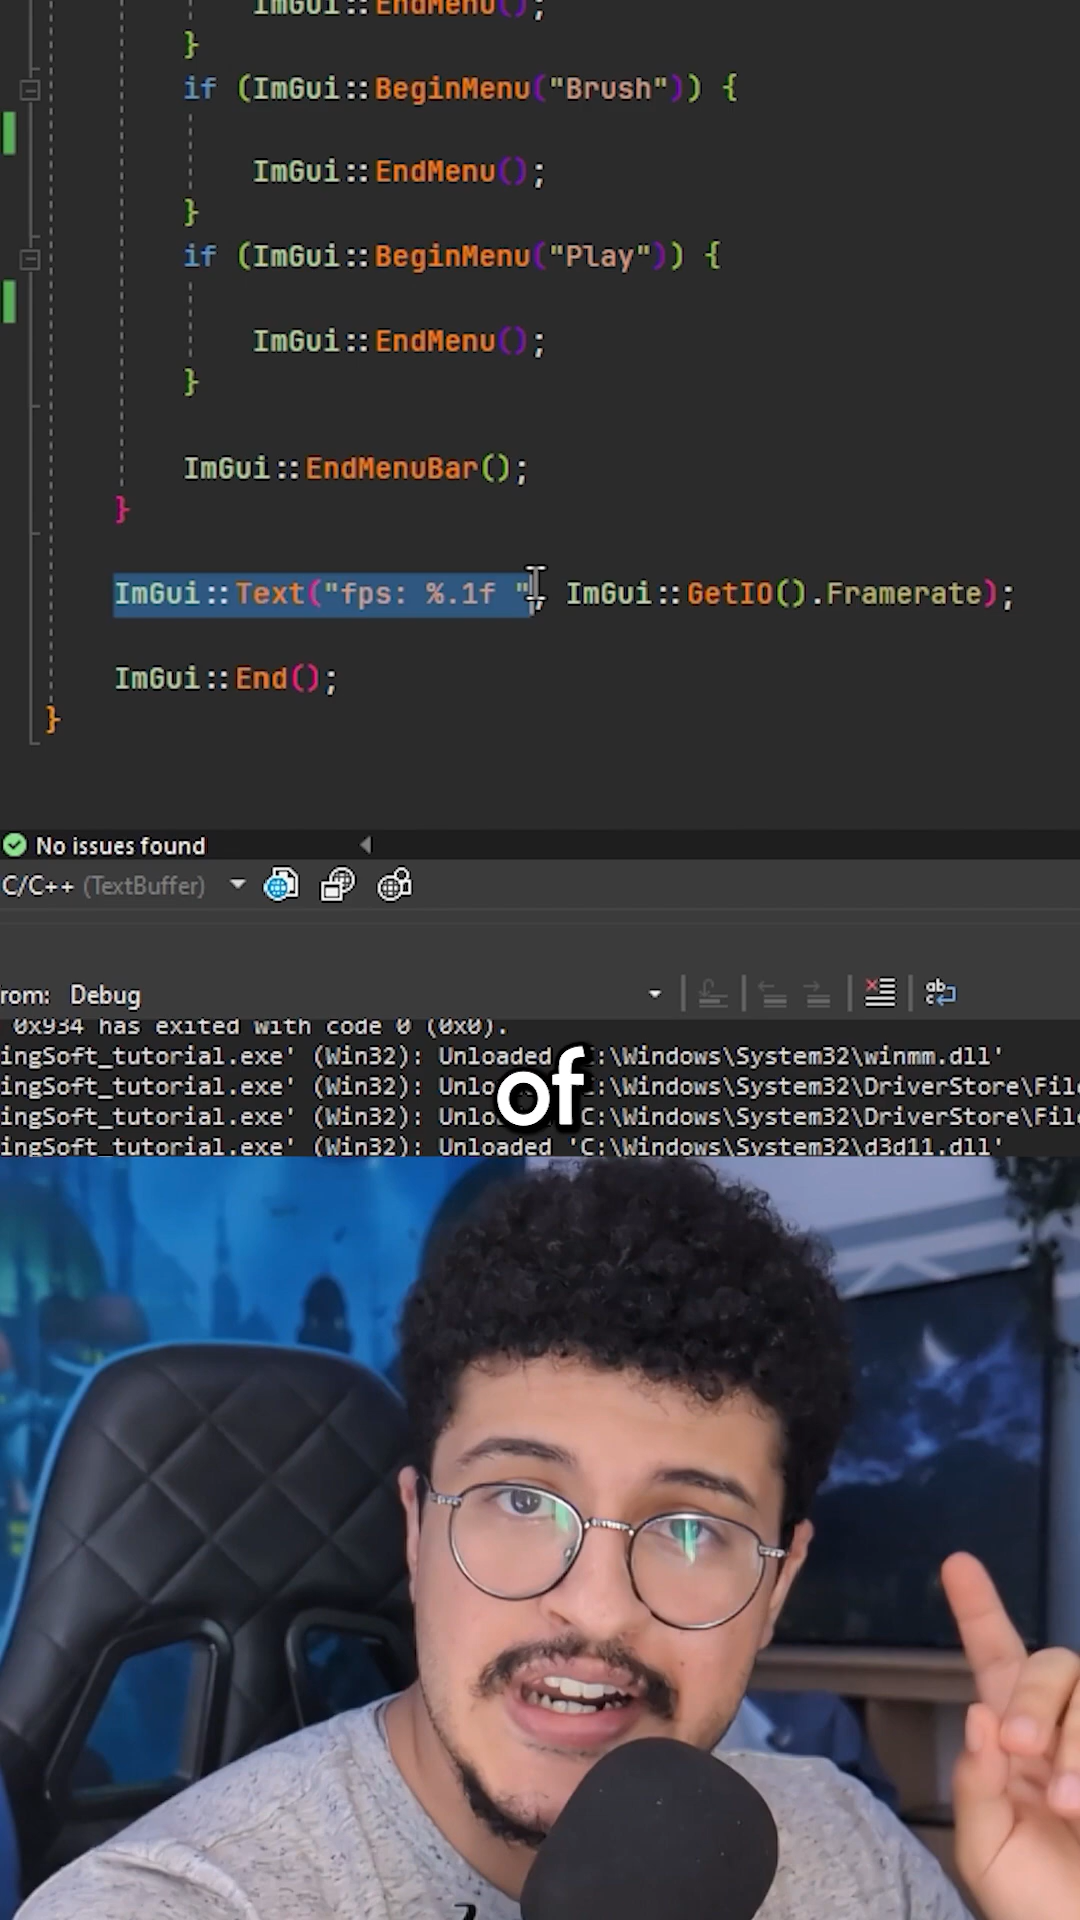 ImGui::EndMenu();
}
if (ImGui::BeginMenu("Brush")) {
ImGui::EndMenu();
}
if (ImGui::BeginMenu("Play")) {
ImGui::EndMenu();
}
ImGui::EndMenuBar();
}
ImGui::Text("fps: %.1f ", ImGui::GetIO().Framerate);
ImGui::End();
}
No issues found
C/C++ (TextBuffer)
rom: Debug
0x934 has exited with code 0 (0x0).
ingSoft_tutorial.exe' (Win32): Unloaded 'C:\Windows\System32\winmm.dll'
ingSoft_tutorial.exe' (Win32): Unlo C:\Windows\System32\DriverStore\File
ingSoft_tutorial.exe' (Win32): Unlo 'C:\Windows\System32\DriverStore\File
ingSoft_tutorial.exe' (Win32): Unloaded 'C:\Windows\System32\d3d11.dll'
of